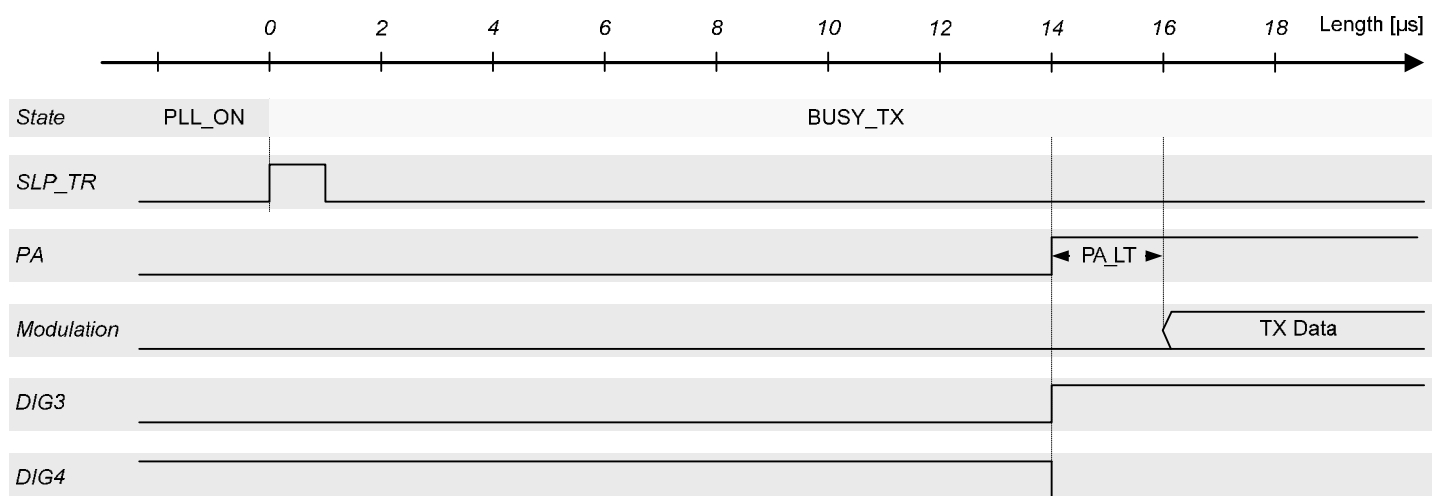 0 2 4 6 8 10 12 14 16 18 Length [µs]
State PLL_ON BUSY_TX
SLP_TR
PA PA_LT
Modulation TX Data
DIG3
DIG4